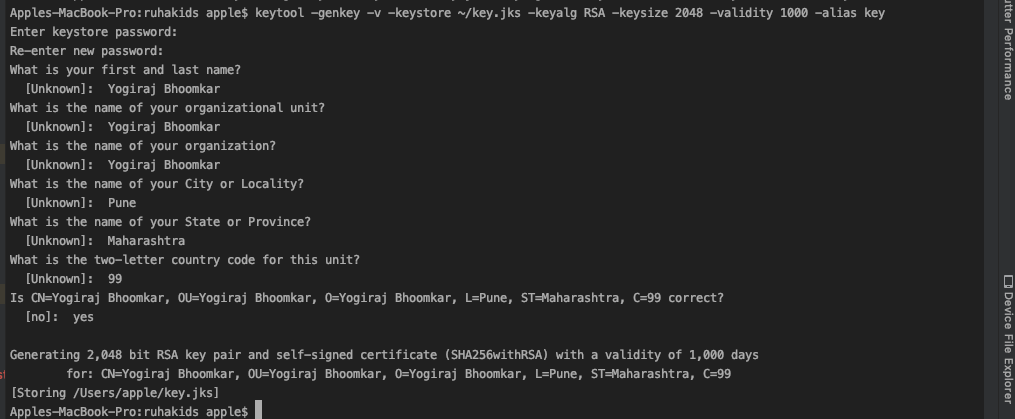 Apples-MacBook-Pro:ruhakids apple$ keytool -genkey -v -keystore ~/key.jks -keyalg RSA -keysize 2048 -validity 1000 -alias key
Enter keystore password:
Re-enter new password:
What is your first and last name?
  [Unknown]:  Yogiraj Bhoomkar
What is the name of your organizational unit?
  [Unknown]:  Yogiraj Bhoomkar
What is the name of your organization?
  [Unknown]:  Yogiraj Bhoomkar
What is the name of your City or Locality?
  [Unknown]:  Pune
What is the name of your State or Province?
  [Unknown]:  Maharashtra
What is the two-letter country code for this unit?
  [Unknown]:  99
Is CN=Yogiraj Bhoomkar, OU=Yogiraj Bhoomkar, O=Yogiraj Bhoomkar, L=Pune, ST=Maharashtra, C=99 correct?
  [no]:  yes
Generating 2,048 bit RSA key pair and self-signed certificate (SHA256withRSA) with a validity of 1,000 days
        for: CN=Yogiraj Bhoomkar, OU=Yogiraj Bhoomkar, O=Yogiraj Bhoomkar, L=Pune, ST=Maharashtra, C=99
[Storing /Users/apple/key.jks]
Apples-MacBook-Pro:ruhakids apple$
Performance
Device File Explorer